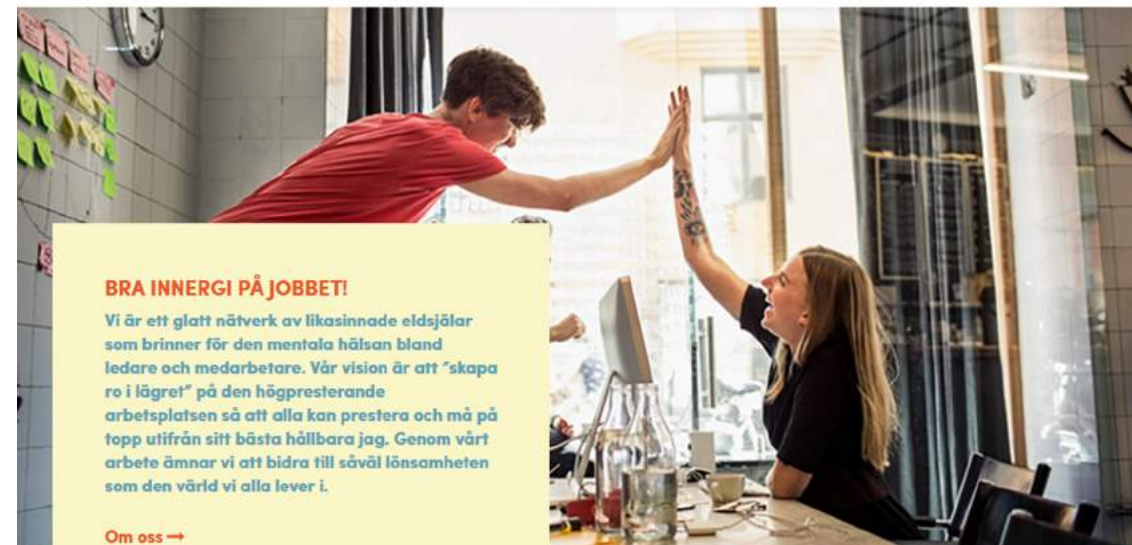 BRA INNERGI PÅ JOBBET!
Vi är ett glatt nätverk av likasinnade eldsjälar
som brinner för den mentala hälsan bland
ledare och medarbetare. Vår vision är att ”skapa
ro i lägret” på den högpresterande
arbetsplatsen så att alla kan prestera och må på
topp utifrån sitt bästa hållbara jag. Genom vårt
arbete ämnar vi att bidra till såväl lönsamheten
som den värld vi alla lever i.
Om oss →